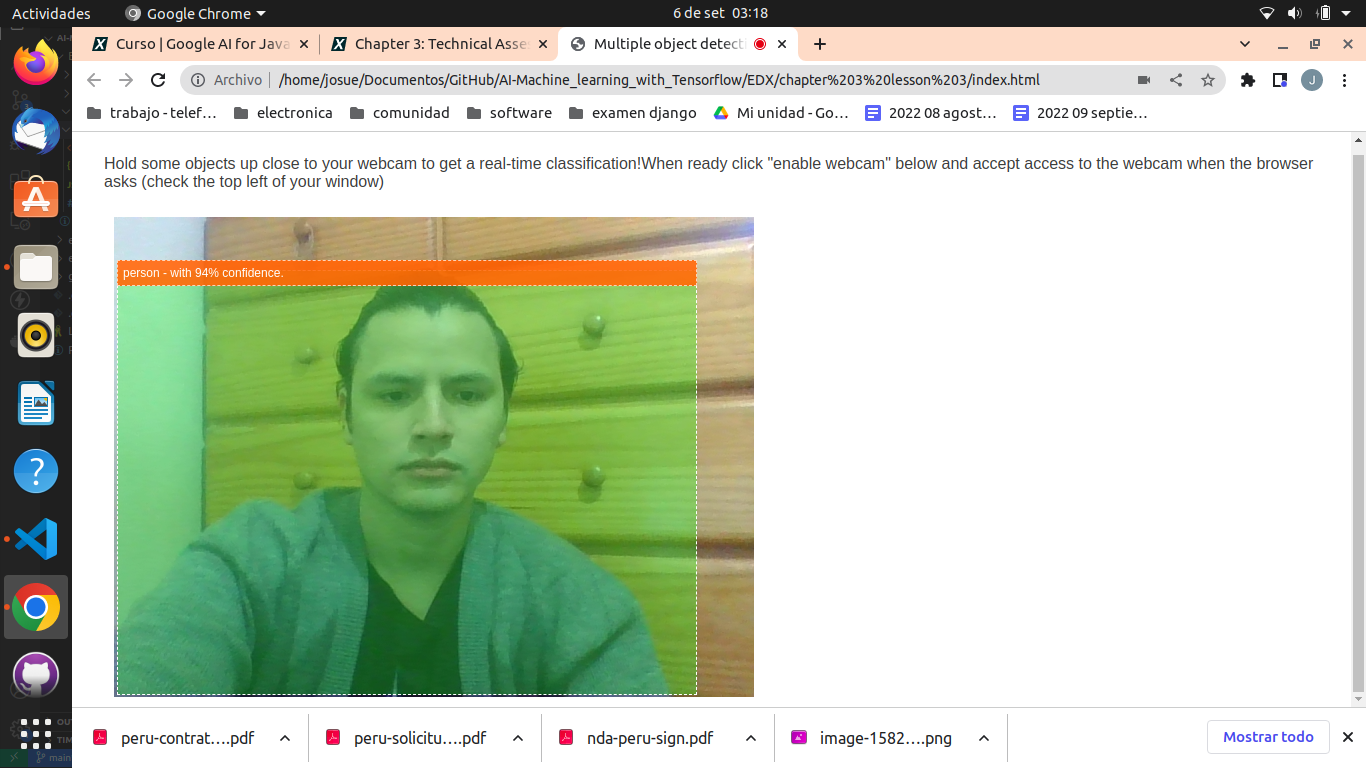 Actividades
Google Chrome
6 de set 03:18
Curso | Google AI for Java
Chapter 3: Technical Asse
Multiple object detecti
Archivo
/home/josue/Documentos/GitHub/AI-Machine_learning_with_Tensorflow/EDX/chapter%203%20lesson%203/index.html
J
trabajo - telef…
electronica
comunidad
software
examen django
Mi unidad - Go…
2022 08 agost…
2022 09 septie…
Hold some objects up close to your webcam to get a real-time classification!When ready click "enable webcam" below and accept access to the webcam when the browser
asks (check the top left of your window)
person - with 94% confidence.
peru-contrat….pdf
peru-solicitu….pdf
nda-peru-sign.pdf
image-1582….png
Mostrar todo
OU
TIM
main